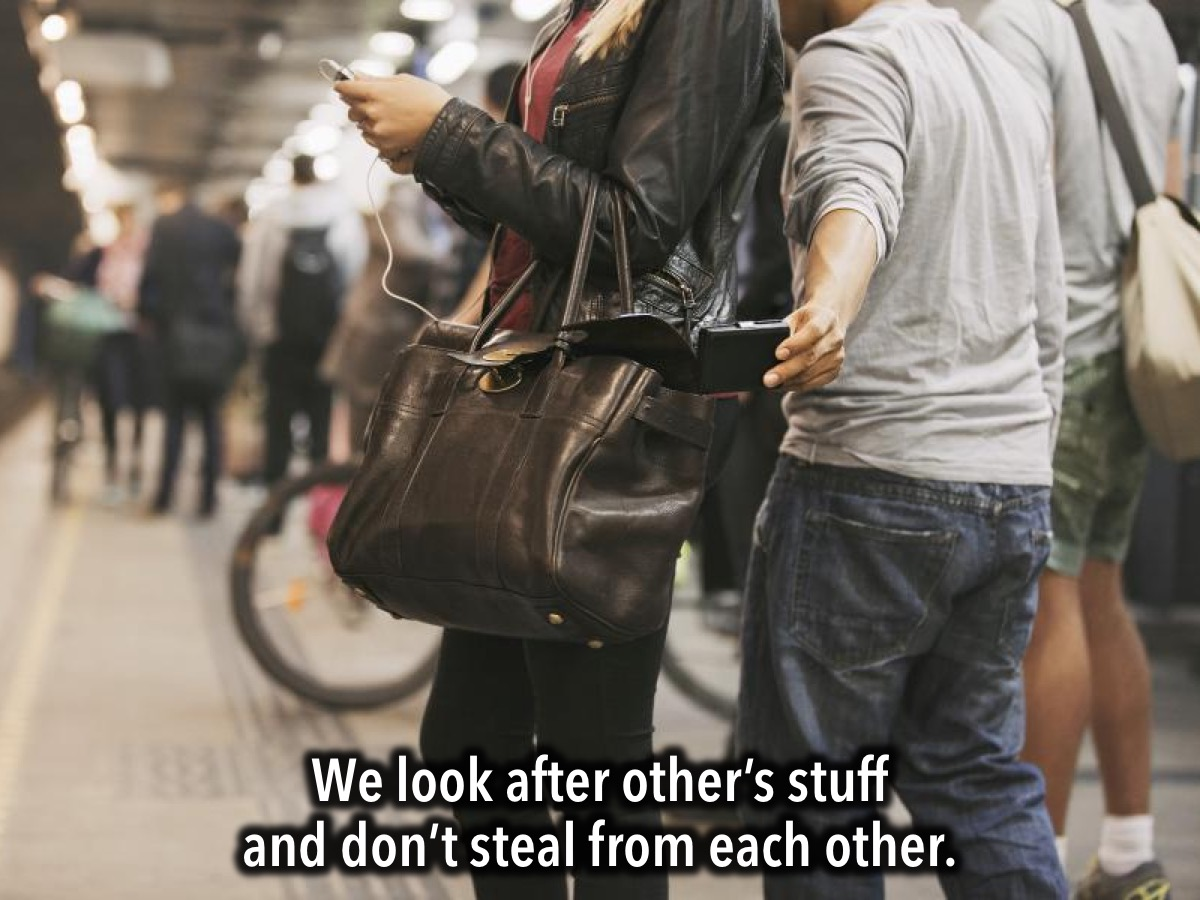 We look after other’s stuff
and don’t steal from each other.